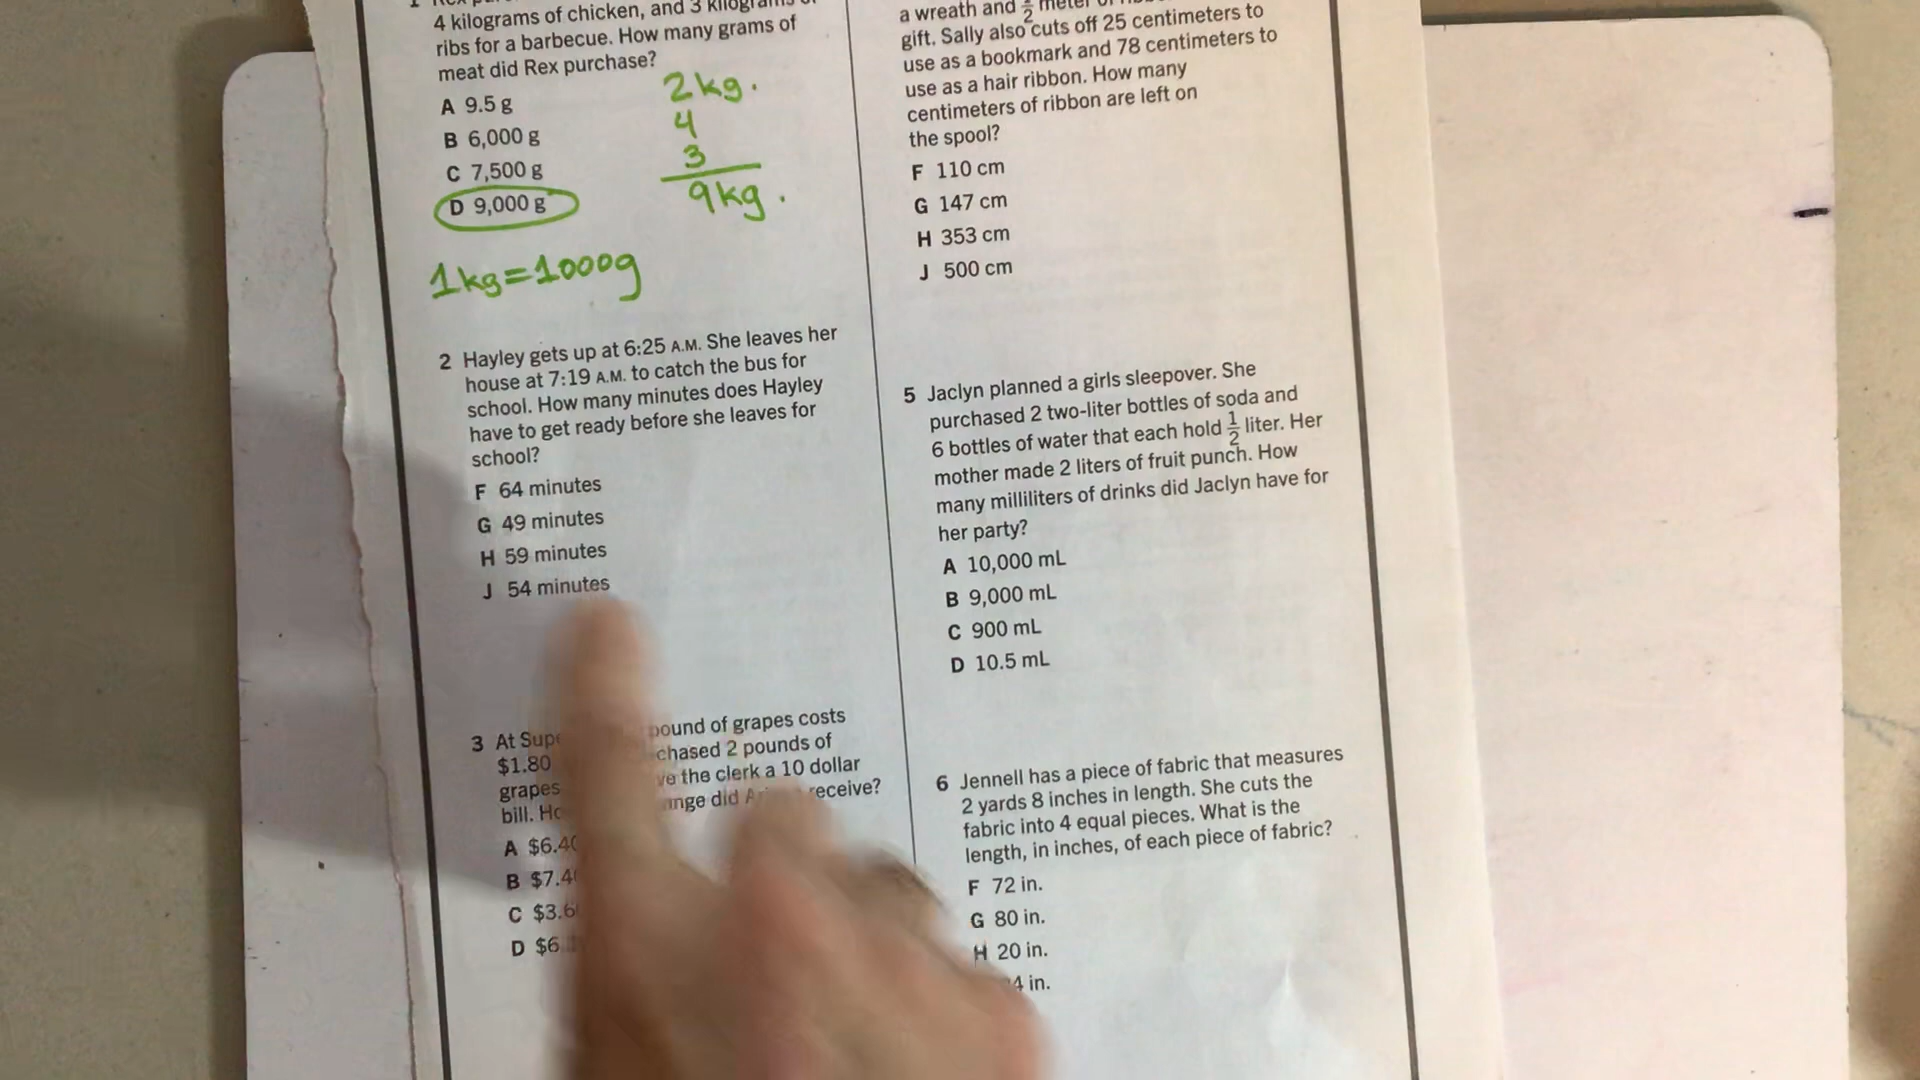 4 kilograms of chicken, and 3 kilograms of
ribs for a barbecue. How many grams of
meat did Rex purchase?
A 9.5 g
B 6,000 g
C 7,500 g
D 9,000 g
2kg.
4
3
9kg.
1kg=1000g
2 Hayley gets up at 6:25 A.M. She leaves her
house at 7:19 A.M. to catch the bus for
school. How many minutes does Hayley
have to get ready before she leaves for
school?
F 64 minutes
G 49 minutes
H 59 minutes
J 54 minutes
3 At pound of grapes costs
$1.80 2 pounds of
grapes the clerk a 10 dollar
bill. did receive?
A
B
C
D
a wreath and 1/2 meter
gift. Sally also cuts off 25 centimeters to
use as a bookmark and 78 centimeters to
use as a hair ribbon. How many
centimeters of ribbon are left on
the spool?
F 110 cm
G 147 cm
H 353 cm
J 500 cm
5 Jaclyn planned a girls sleepover. She
purchased 2 two-liter bottles of soda and
6 bottles of water that each hold 1/2 liter. Her
mother made 2 liters of fruit punch. How
many milliliters of drinks did Jaclyn have for
her party?
A 10,000 mL
B 9,000 mL
C 900 mL
D 10.5 mL
6 Jennell has a piece of fabric that measures
2 yards 8 inches in length. She cuts the
fabric into 4 equal pieces. What is the
length, in inches, of each piece of fabric?
F 72 in.
G 80 in.
H 20 in.
in.